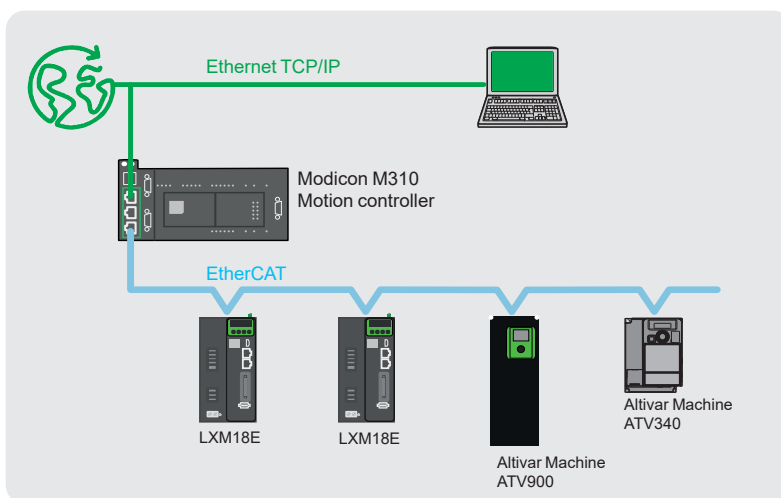 Ethernet TCP/IP
Modicon M310
Motion controller
EtherCAT
LXM18E
LXM18E
Altivar Machine
ATV900
Altivar Machine
ATV340